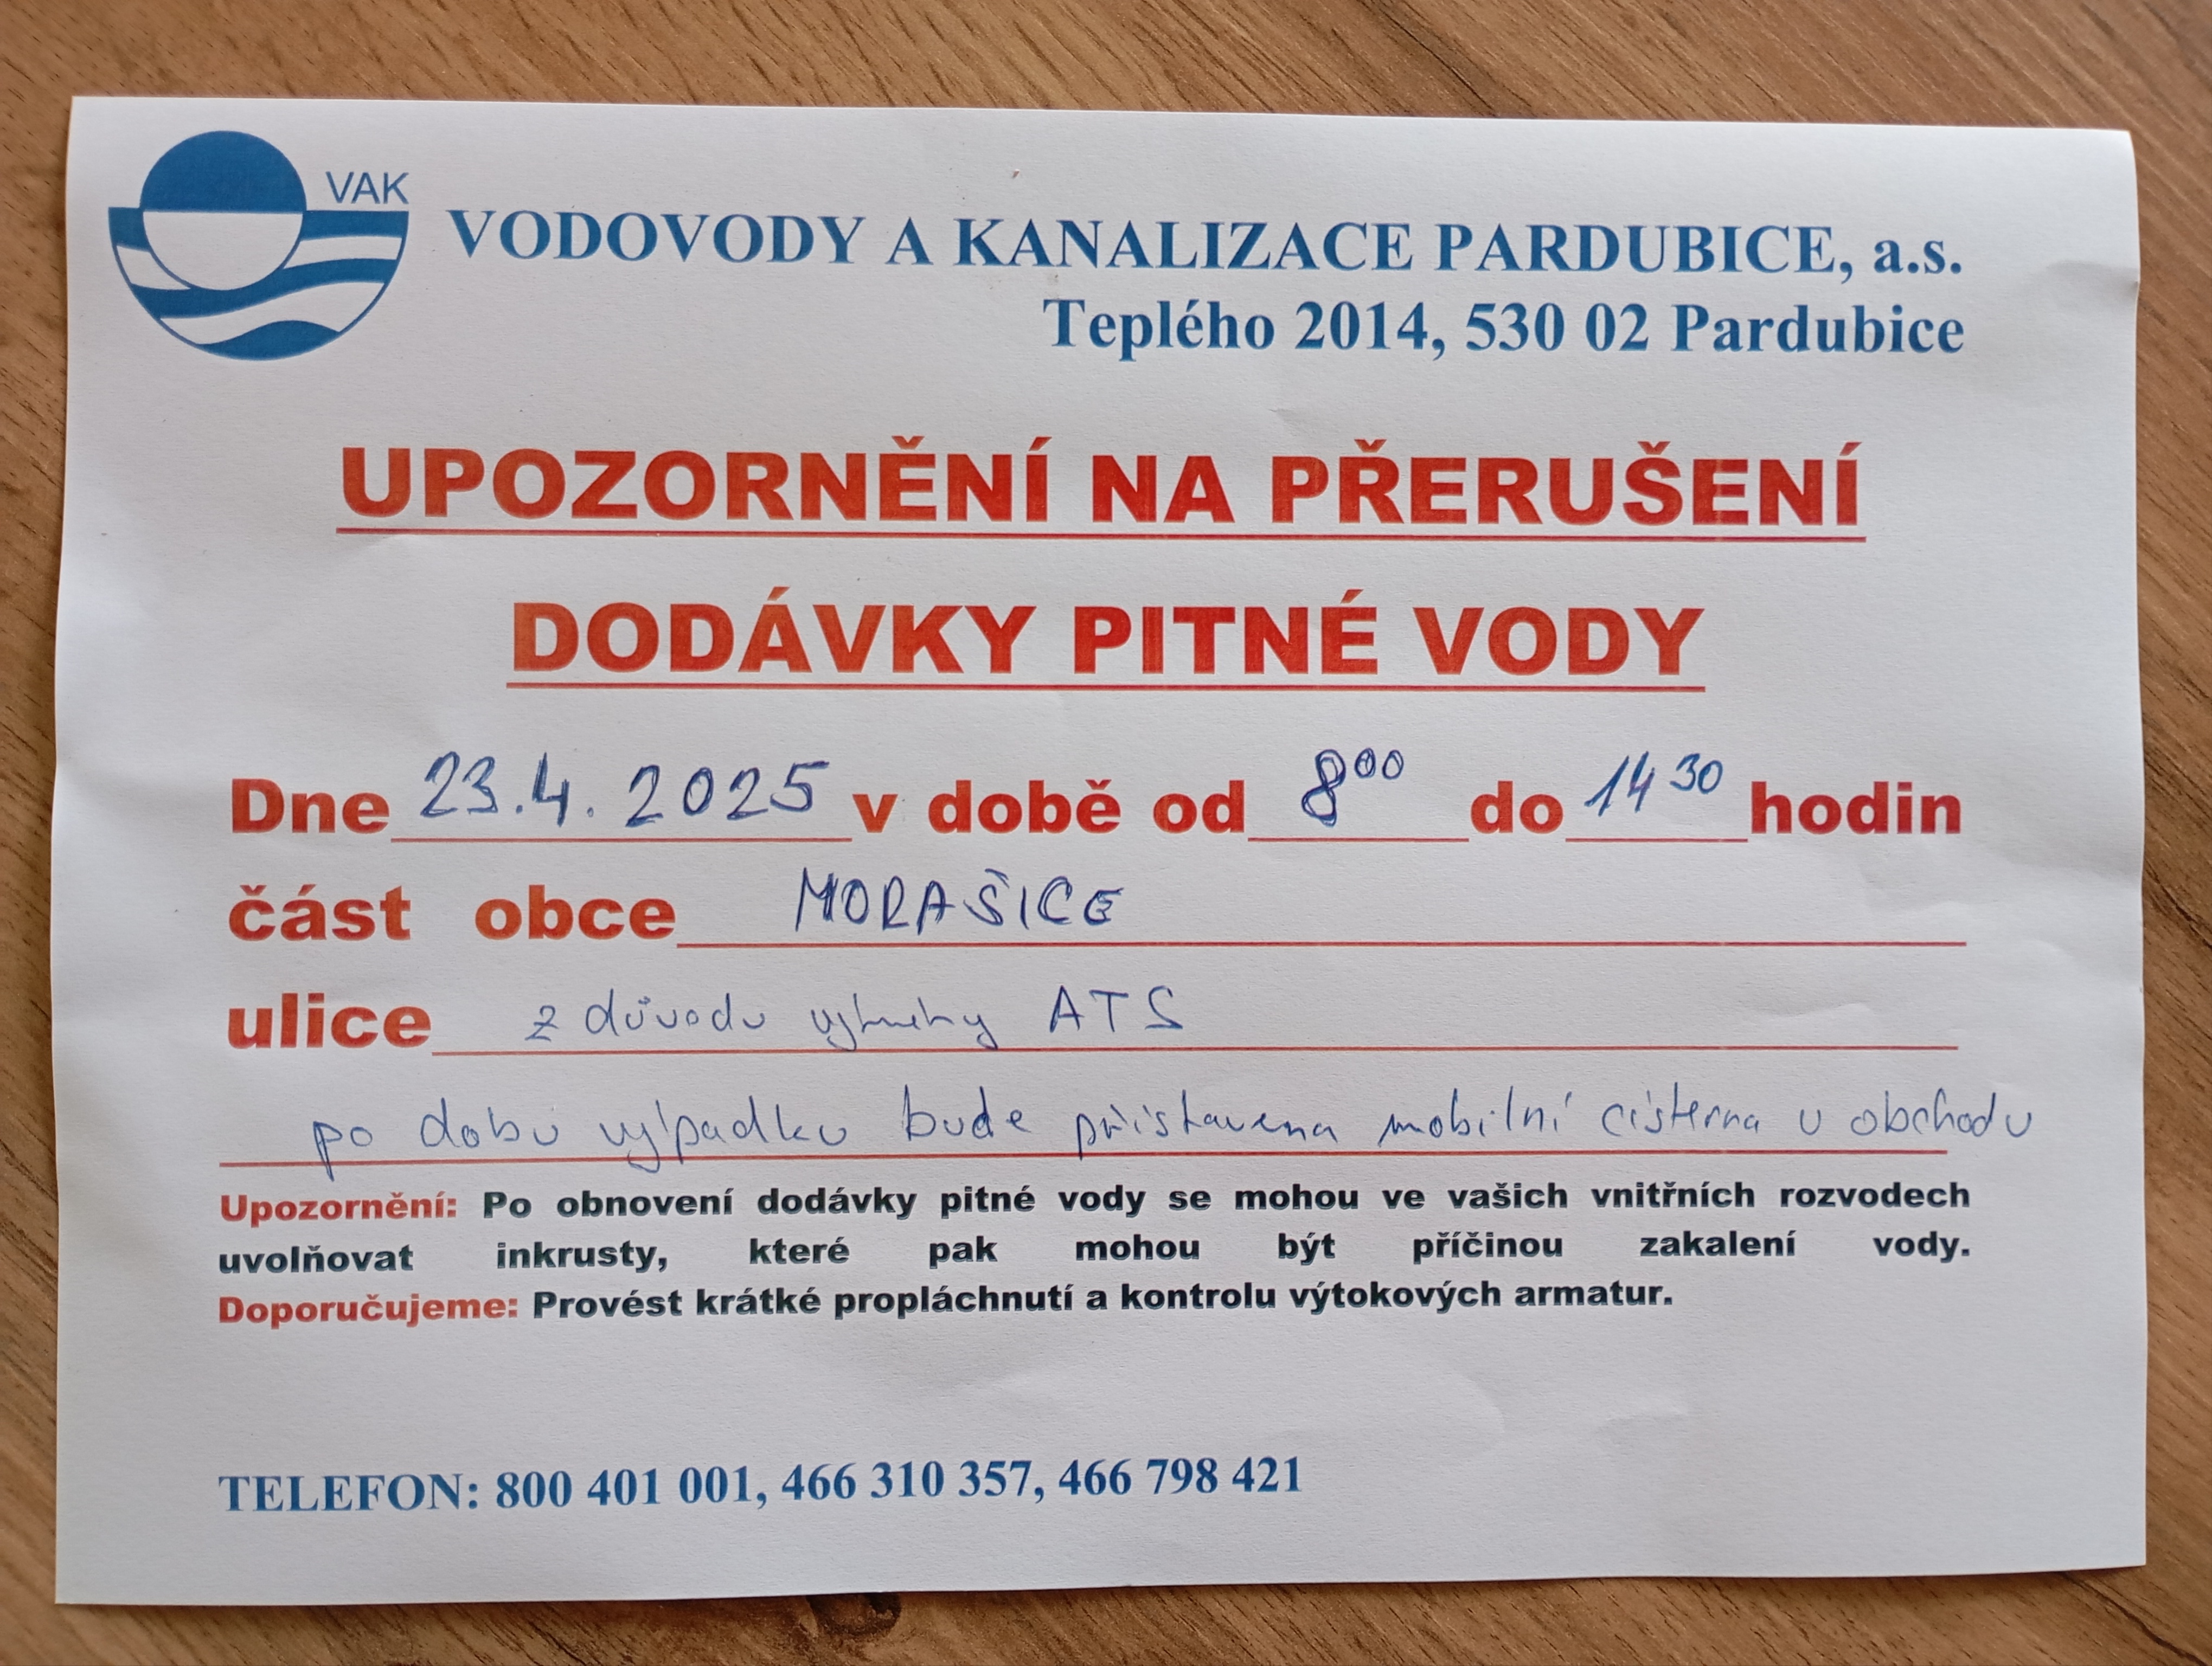 VAK
VODOVODY A KANALIZACE PARDUBICE, a.s.
Teplého 2014, 530 02 Pardubice
UPOZORNĚNÍ NA PŘERUŠENÍ
DODÁVKY PITNÉ VODY
Dne 23.4.2025 v době od 8⁰⁰ do 14³⁰ hodin
část obce MORAŠICE
ulice z důvodu výměny ATS
po dobu výpadku bude přistavena mobilní cisterna u obchodu
Upozornění: Po obnovení dodávky pitné vody se mohou ve vašich vnitřních rozvodech
uvolňovat inkrusty, které pak mohou být příčinou zakalení vody.
Doporučujeme: Provést krátké propláchnutí a kontrolu výtokových armatur.
TELEFON: 800 401 001, 466 310 357, 466 798 421